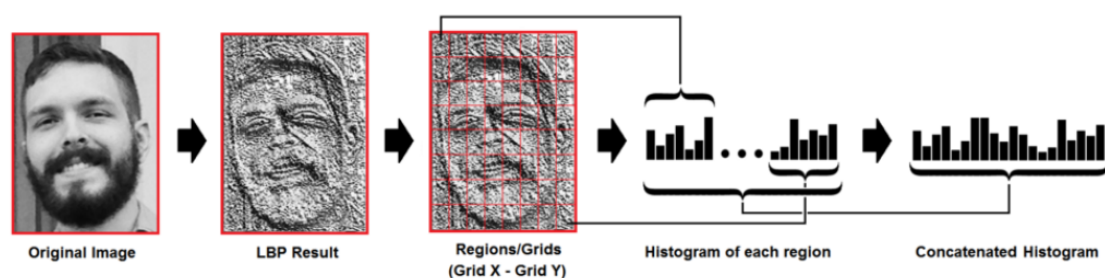 Original Image
LBP Result
Regions/Grids
(Grid X - Grid Y)
Histogram of each region
Concatenated Histogram